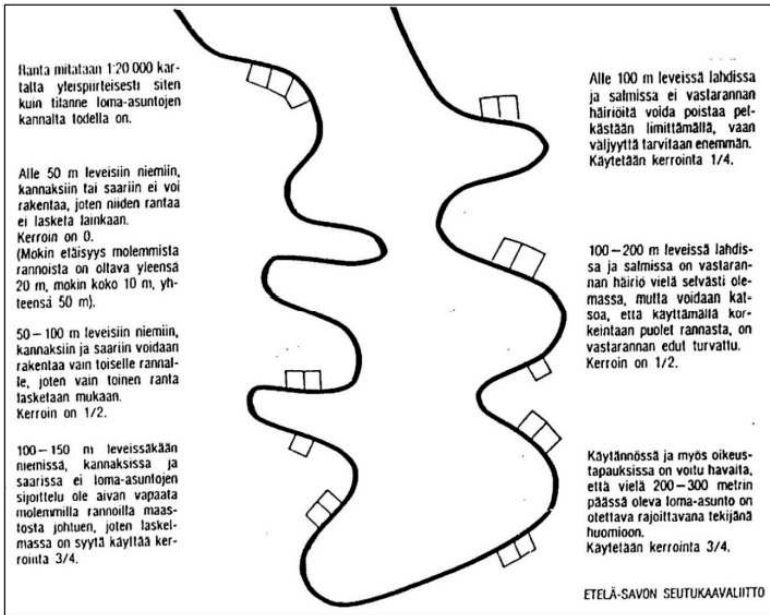 Ranta mitataan 1:20 000 kar-
talta yleispiirteisesti siten
kuin tilanne loma-asuntojen
kannalta todella on.
Alle 50 m leveisiin niemiin,
kannaksiin tai saariin ei voi
rakentaa, joten niiden rantaa
ei lasketa lainkaan.
Kerroin on 0.
(Mökin etäisyys molemmista
rannoista on oltava yleensä
20 m, mökin koko 10 m, yh-
teensä 50 m).
50–100 m leveisiin niemiin,
kannaksiin ja saariin voidaan
rakentaa vain toiselle rannal-
le, joten vain toinen ranta
lasketaan mukaan.
Kerroin on 1/2.
100–150 m leveissäkään
niemissä, kannaksissa ja
saarissa ei loma-asuntojen
sijoittelu ole aivan vapaata
molemmilla rannoilla maas-
tosta johtuen, joten laskel-
massa on syytä käyttää ker-
rointa 3/4.
Alle 100 m leveissä lahdissa
ja salmissa ei vastarannan
häiriöitä voida poistaa pel-
kästään limittämällä, vaan
väljyyttä tarvitaan enemmän.
Käytetään kerrointa 1/4.
100–200 m leveissä lahdis-
sa ja salmissa on vastaran-
nan häiriö vielä selvästi ole-
massa, mutta voidaan kat-
soa, että käyttämällä kor-
keintaan puolet rannasta, on
vastarannan edut turvattu.
Kerroin on 1/2.
Käytännössä ja myös oikeus-
tapauksissa on voitu havaita,
että vielä 200–300 metrin
päässä oleva loma-asunto on
otettava rajoittavana tekijänä
huomioon.
Käytetään kerrointa 3/4.
ETELÄ-SAVON SEUTUKAAVALIITTO